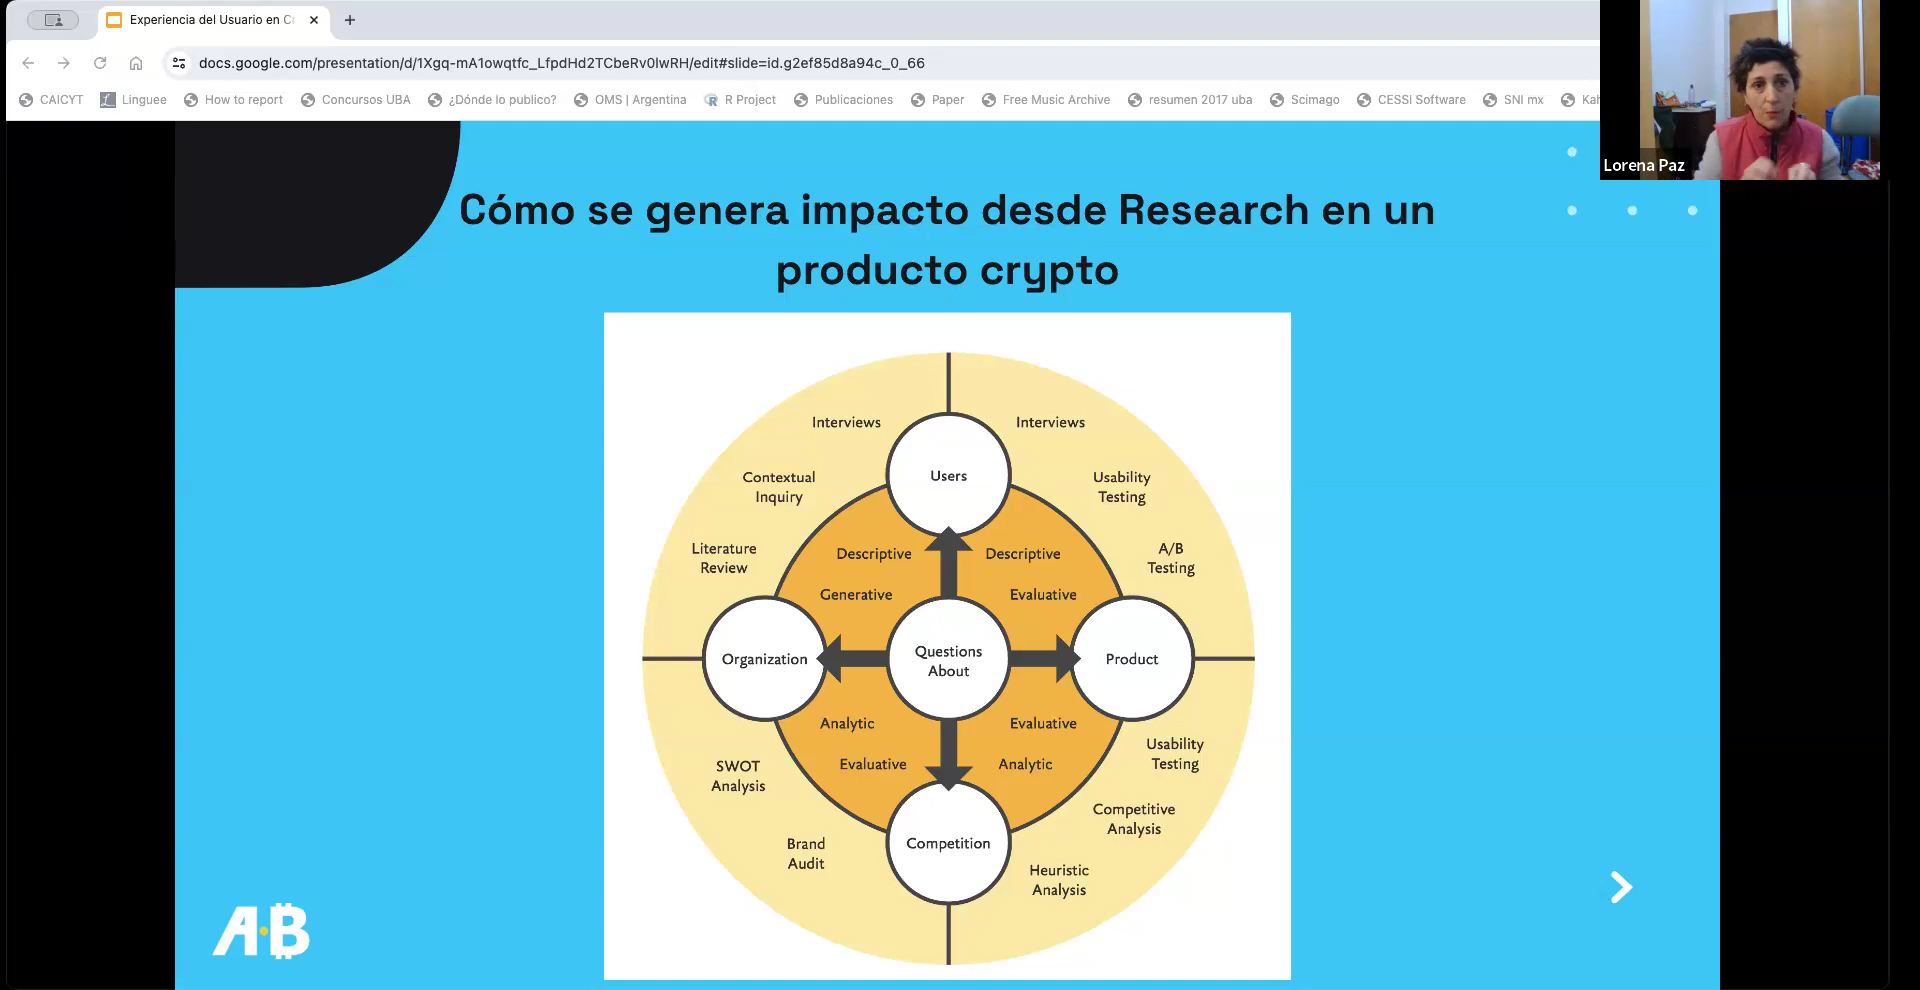 Experiencia del Usuario en C
docs.google.com/presentation/d/1Xgq-mA1owqtfc_LfpdHd2TCbeRv0lwRH/edit#slide=id.g2ef85d8a94c_0_66
CAICYT
Linguee
How to report
Concursos UBA
¿Dónde lo publico?
OMS | Argentina
R Project
Publicaciones
Paper
Free Music Archive
resumen 2017 uba
Scimago
CESSI Software
SNI mx
Lorena Paz
Cómo se genera impacto desde Research en un
producto crypto
Interviews
Interviews
Contextual
Inquiry
Users
Usability
Testing
Literature
Review
Descriptive
Descriptive
A/B
Testing
Generative
Evaluative
Organization
Questions
About
Product
Analytic
Evaluative
SWOT
Analysis
Evaluative
Analytic
Usability
Testing
Brand
Audit
Competition
Competitive
Analysis
Heuristic
Analysis
A·B